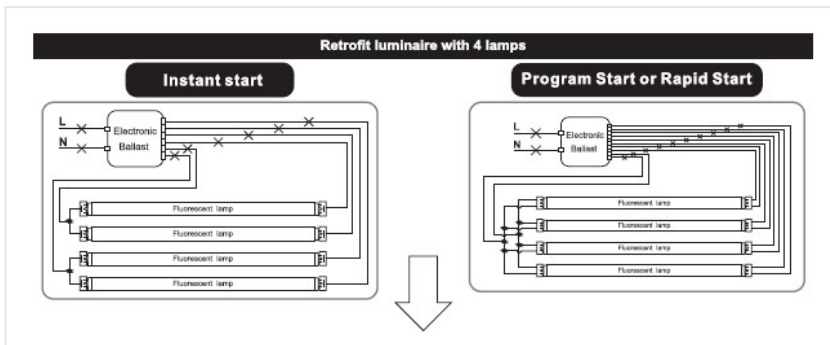 Retrofit luminaire with 4 lamps
Instant start
L
N
Electronic
Ballast
Fluorescent lamp
Fluorescent lamp
Fluorescent lamp
Fluorescent lamp
Program Start or Rapid Start
L
N
Electronic
Ballast
Fluorescent lamp
Fluorescent lamp
Fluorescent lamp
Fluorescent lamp